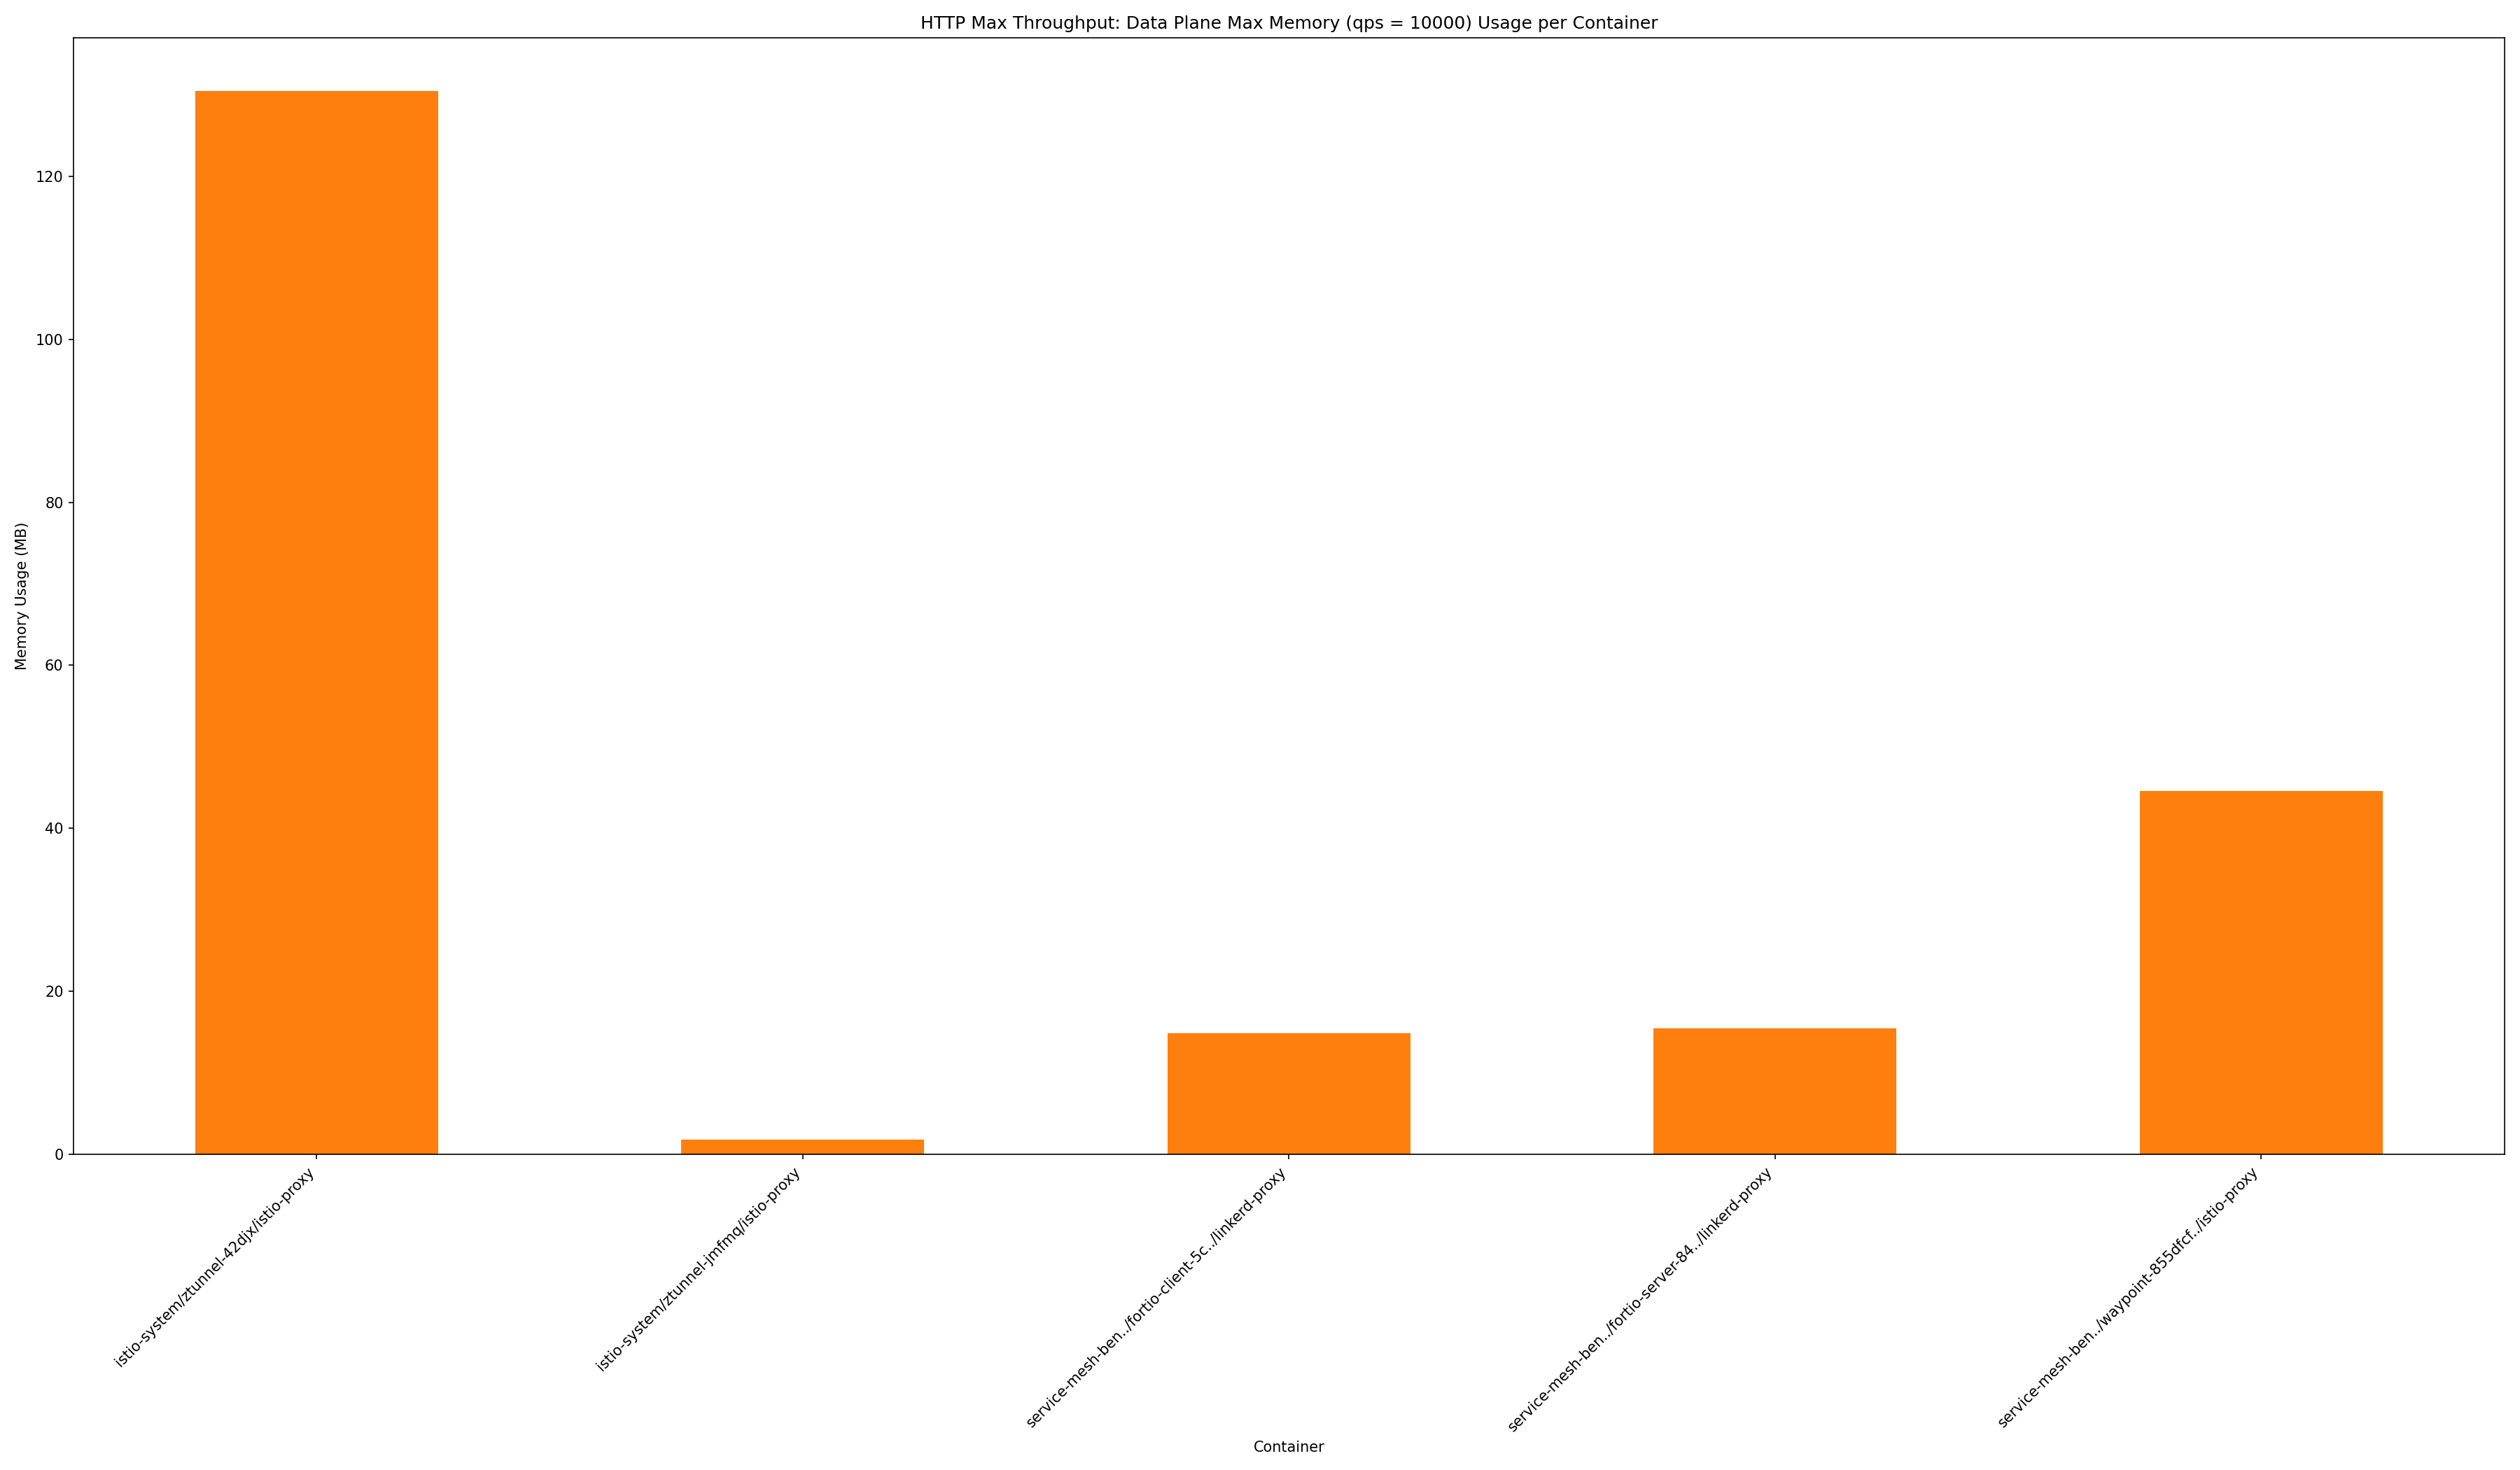 HTTP Max Throughput: Data Plane Max Memory (qps = 10000) Usage per Container
Memory Usage (MB)
120
100
80
60
40
20
0
istio-system/ztunnel-42djx/istio-proxy
istio-system/ztunnel-jmfmq/istio-proxy
service-mesh-ben../fortio-client-5c../linkerd-proxy
service-mesh-ben../fortio-server-84../linkerd-proxy
service-mesh-ben../waypoint-855dfcf../istio-proxy
Container